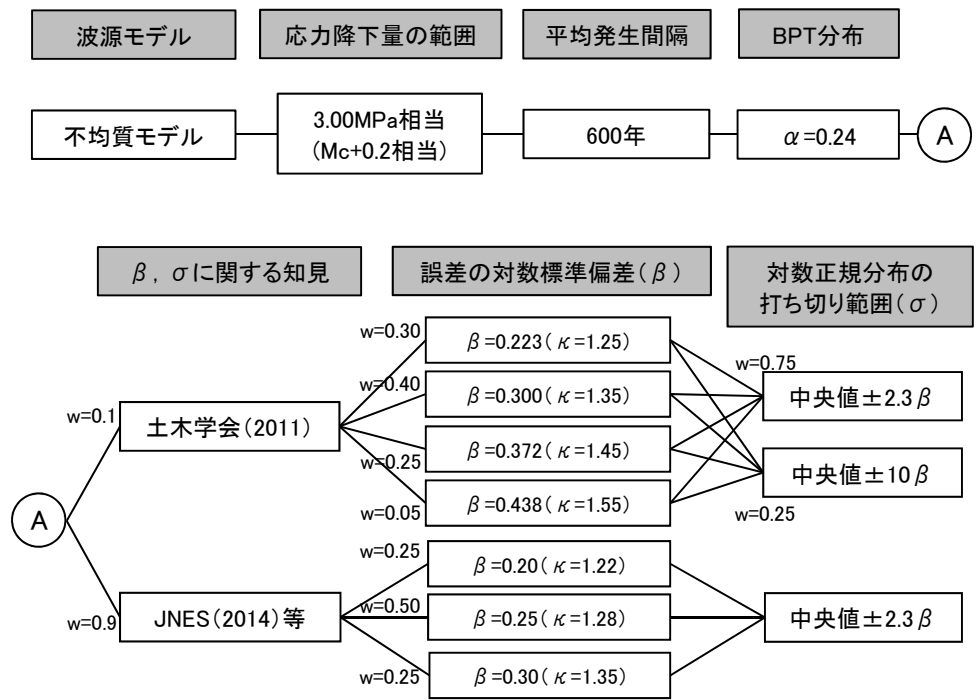 波源モデル
応力降下量の範囲
平均発生間隔
BPT分布
不均質モデル
3.00MPa相当
(Mc+0.2相当)
600年
α=0.24
A
β，σに関する知見
誤差の対数標準偏差(β)
対数正規分布の
打ち切り範囲(σ)
w=0.30
β=0.223(κ=1.25)
w=0.75
w=0.40
β=0.300(κ=1.35)
中央値±2.3β
w=0.1
土木学会(2011)
β=0.372(κ=1.45)
w=0.25
中央値±10β
β=0.438(κ=1.55)
w=0.05
w=0.25
A
w=0.25
β=0.20(κ=1.22)
w=0.9
JNES(2014)等
w=0.50
β=0.25(κ=1.28)
中央値±2.3β
w=0.25
β=0.30(κ=1.35)